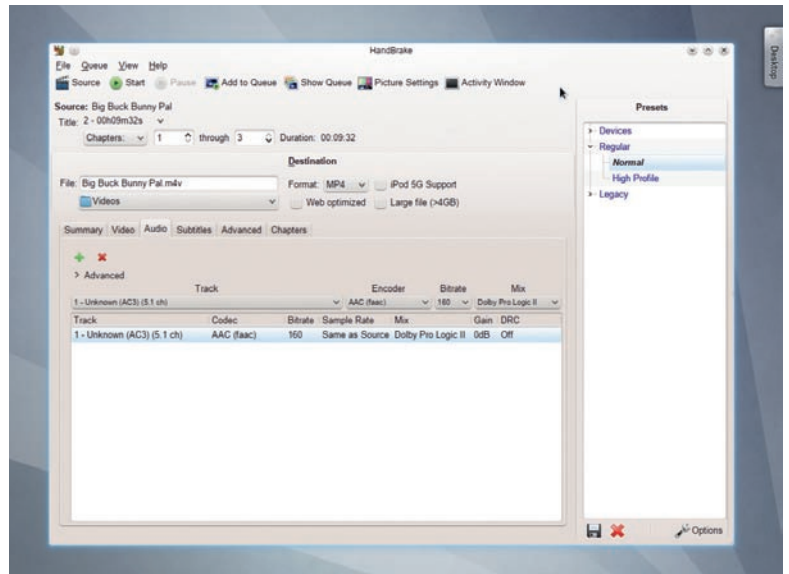 HandBrake
File Queue View Help
Source Start Pause Add to Queue Show Queue Picture Settings Activity Window
Source: Big Buck Bunny Pal
Title: 2 - 00h09m32s
Chapters: 1 through 3 Duration: 00:09:32
Destination
File: Big Buck Bunny Pal.m4v Format: MP4 iPod 5G Support
Videos Web optimized Large file (>4GB)
Summary Video Audio Subtitles Advanced Chapters
> Advanced
Track Encoder Bitrate Mix
1 - Unknown (AC3) (5.1 ch) AAC (faac) 160 Dolby Pro Logic II
Track Codec Bitrate Sample Rate Mix Gain DRC
1 - Unknown (AC3) (5.1 ch) AAC (faac) 160 Same as Source Dolby Pro Logic II 0dB Off
Presets
Devices
Regular
Normal
High Profile
Legacy
Options
Desktop